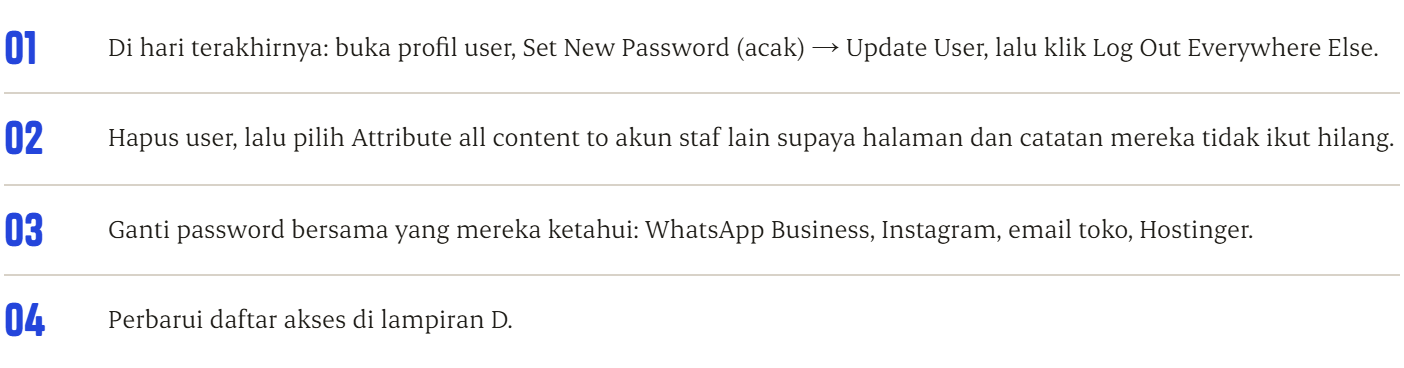 01 Di hari terakhirnya: buka profil user, Set New Password (acak) → Update User, lalu klik Log Out Everywhere Else.
02 Hapus user, lalu pilih Attribute all content to akun staf lain supaya halaman dan catatan mereka tidak ikut hilang.
03 Ganti password bersama yang mereka ketahui: WhatsApp Business, Instagram, email toko, Hostinger.
04 Perbarui daftar akses di lampiran D.